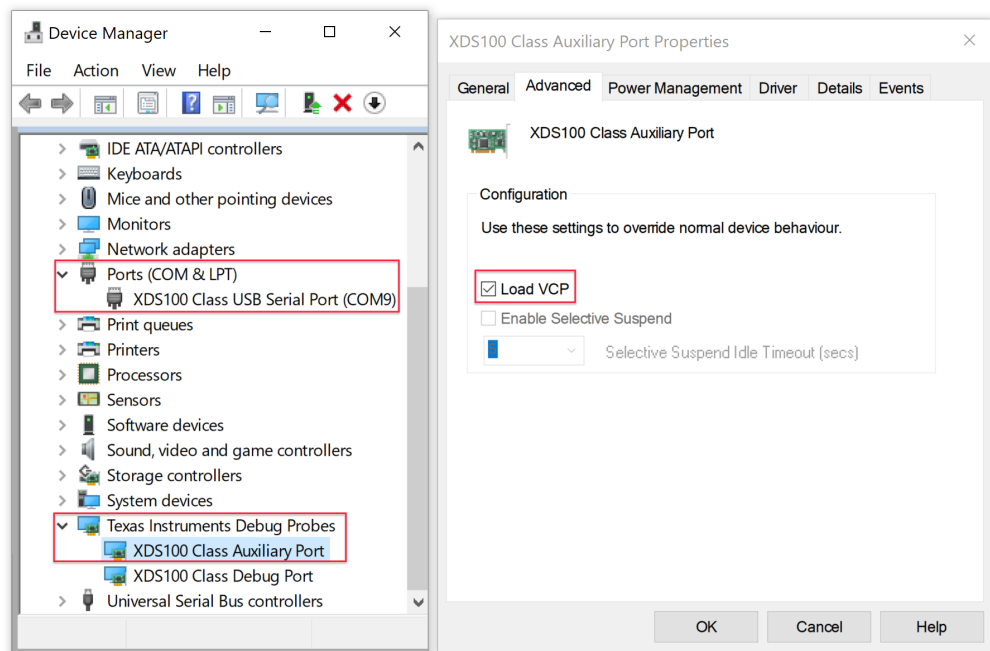 Device Manager
File Action View Help
IDE ATA/ATAPI controllers
Keyboards
Mice and other pointing devices
Monitors
Network adapters
Ports (COM & LPT)
XDS100 Class USB Serial Port (COM9)
Print queues
Printers
Processors
Sensors
Software devices
Sound, video and game controllers
Storage controllers
System devices
Texas Instruments Debug Probes
XDS100 Class Auxiliary Port
XDS100 Class Debug Port
Universal Serial Bus controllers
XDS100 Class Auxiliary Port Properties
General Advanced Power Management Driver Details Events
XDS100 Class Auxiliary Port
Configuration
Use these settings to override normal device behaviour.
Load VCP
Enable Selective Suspend
Selective Suspend Idle Timeout (secs)
OK Cancel Help